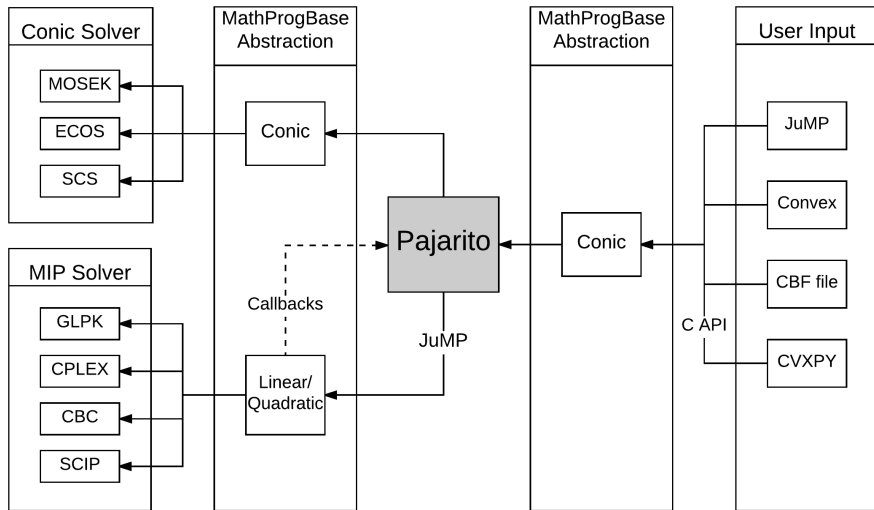 Conic Solver
MOSEK
ECOS
SCS
MIP Solver
GLPK
CPLEX
CBC
SCIP
MathProgBase
Abstraction
Conic
Callbacks
Linear/
Quadratic
Pajarito
JuMP
MathProgBase
Abstraction
Conic
User Input
JuMP
Convex
CBF file
C API
CVXPY